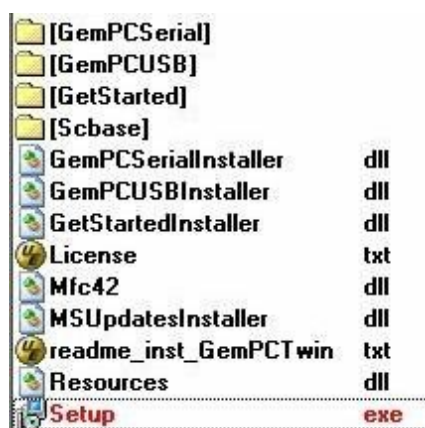 [GemPCSerial]
[GemPCUSB]
[GetStarted]
[Scbase]
GemPCSerialInstaller dll
GemPCUSBInstaller dll
GetStartedInstaller dll
License txt
Mfc42 dll
MSUpdatesInstaller dll
readme_inst_GemPCTwin txt
Resources dll
Setup exe